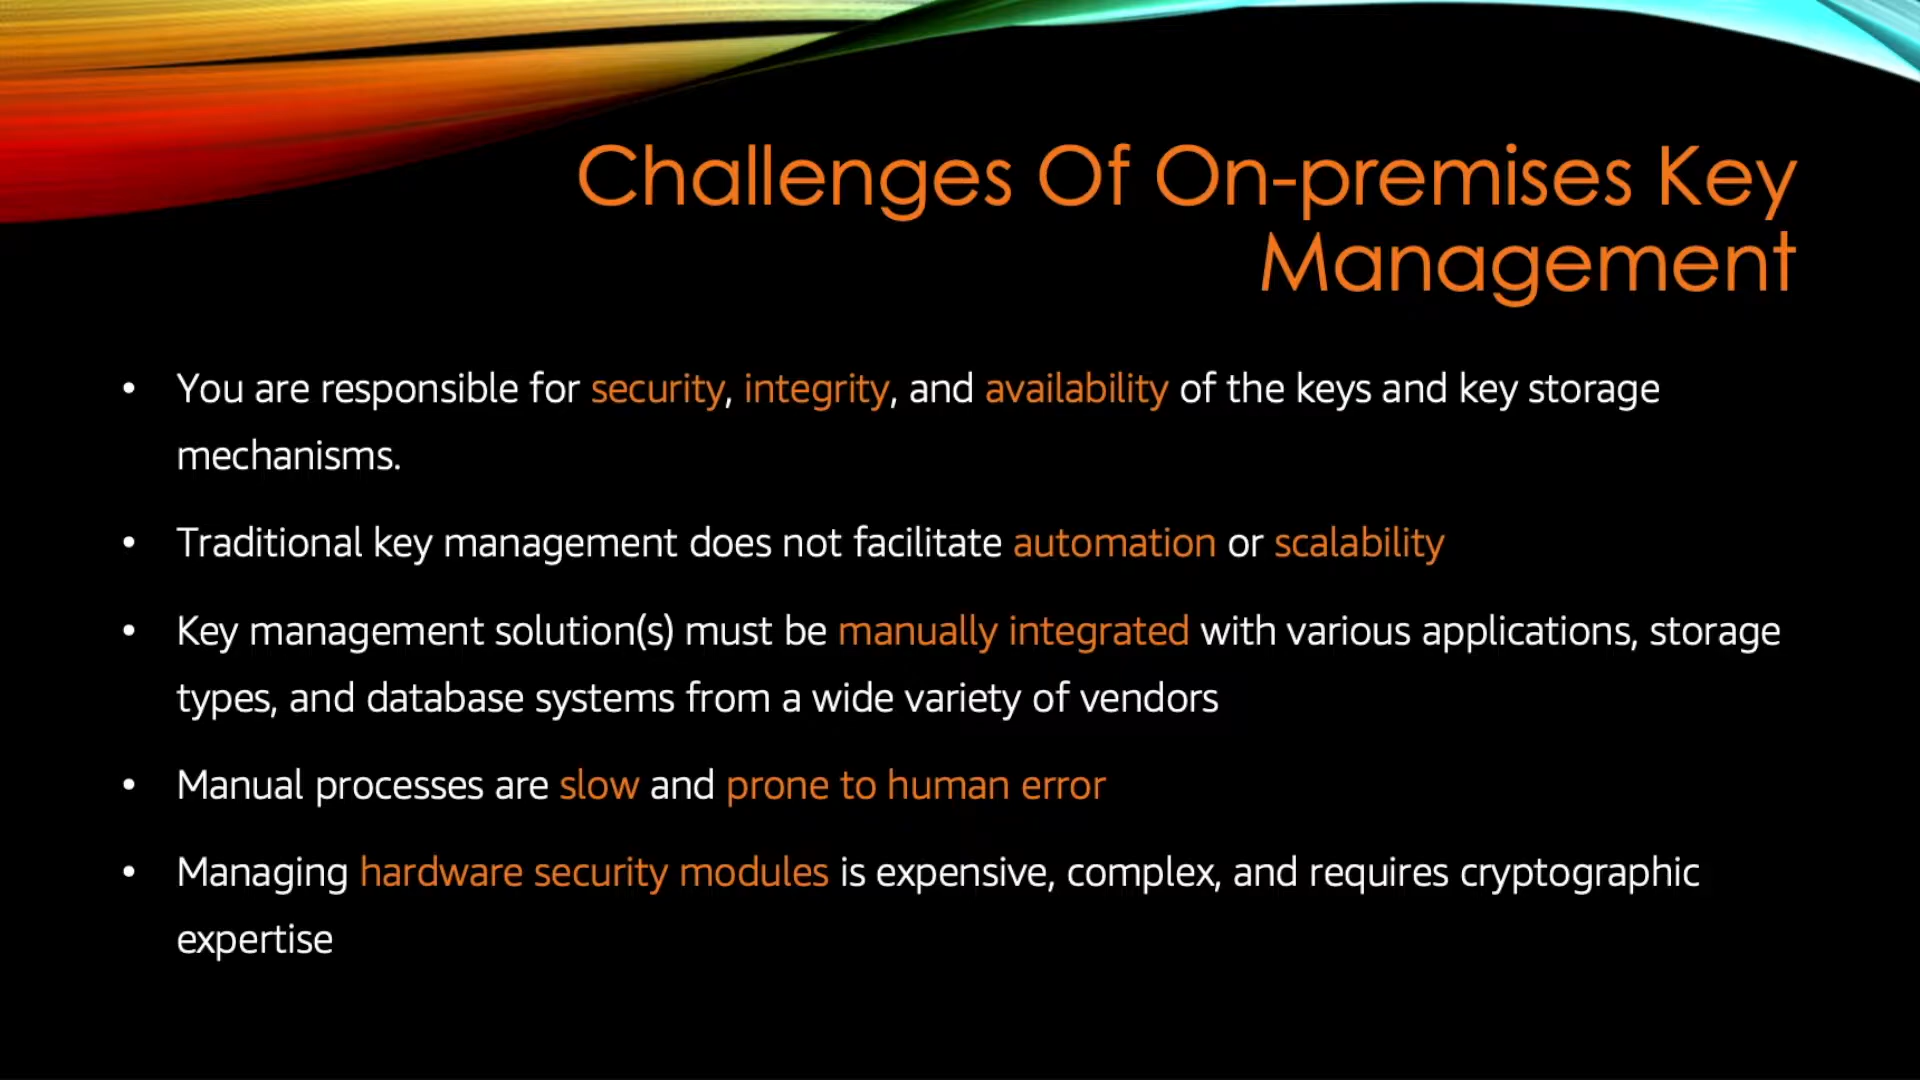 Challenges Of On-premises Key
Management
• You are responsible for security, integrity, and availability of the keys and key storage
mechanisms.
• Traditional key management does not facilitate automation or scalability
• Key management solution(s) must be manually integrated with various applications, storage
types, and database systems from a wide variety of vendors
• Manual processes are slow and prone to human error
• Managing hardware security modules is expensive, complex, and requires cryptographic
expertise